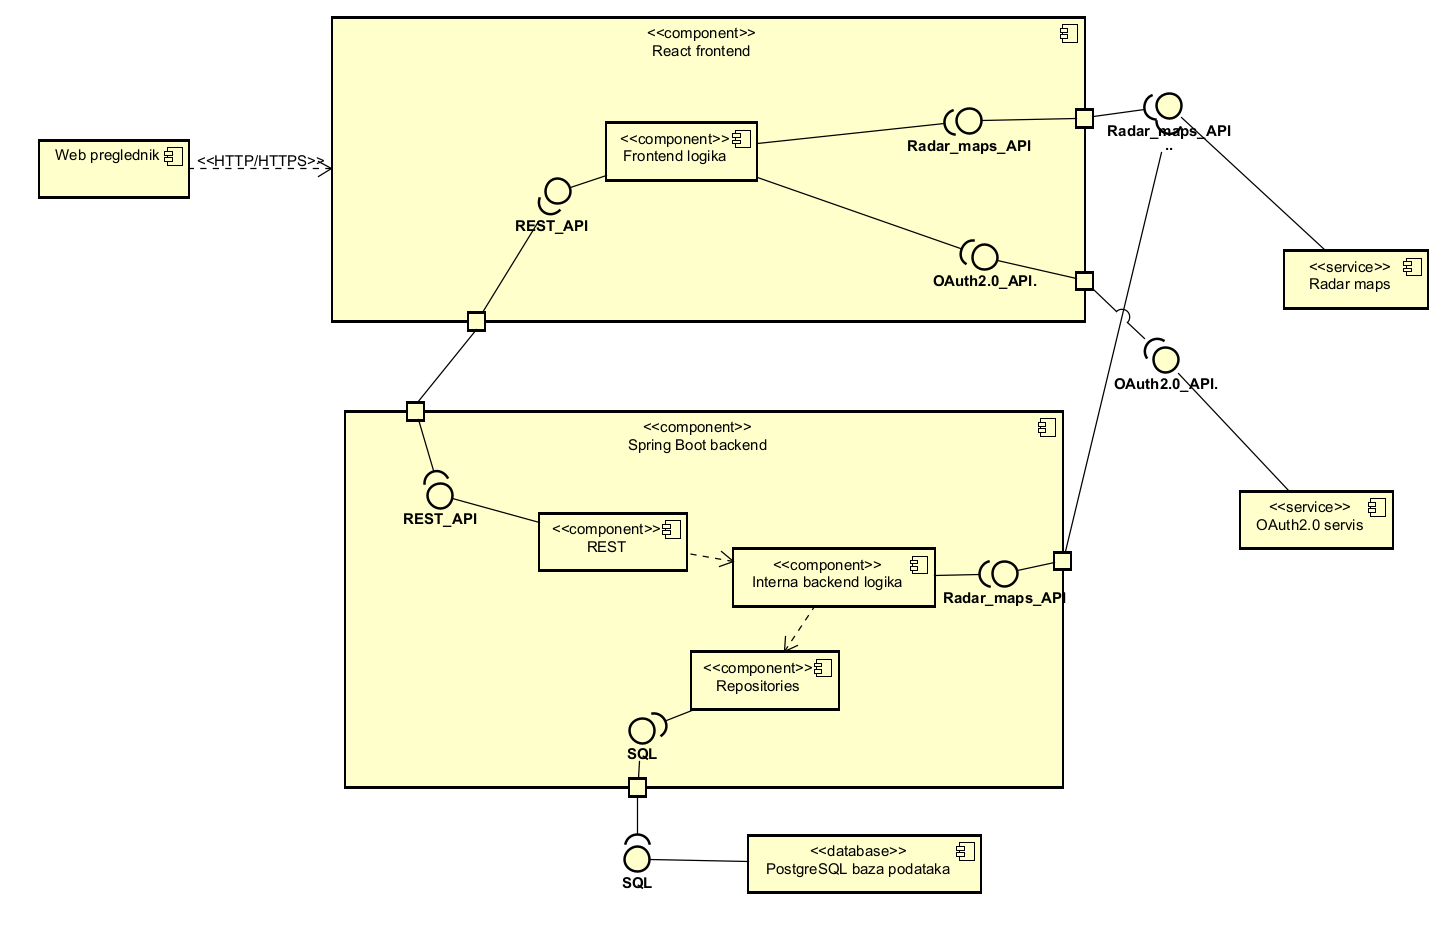 <<component>>
React frontend
<<component>>
Frontend logika
Radar_maps_API
Radar_maps_API
..
Web preglednik
<<HTTP/HTTPS>>
REST_API
OAuth2.0_API.
<<service>>
Radar maps
OAuth2.0_API.
<<component>>
Spring Boot backend
REST_API
<<component>>
REST
<<service>>
OAuth2.0 servis
<<component>>
Interna backend logika
Radar_maps_API
<<component>>
Repositories
SQL
<<database>>
PostgreSQL baza podataka
SQL